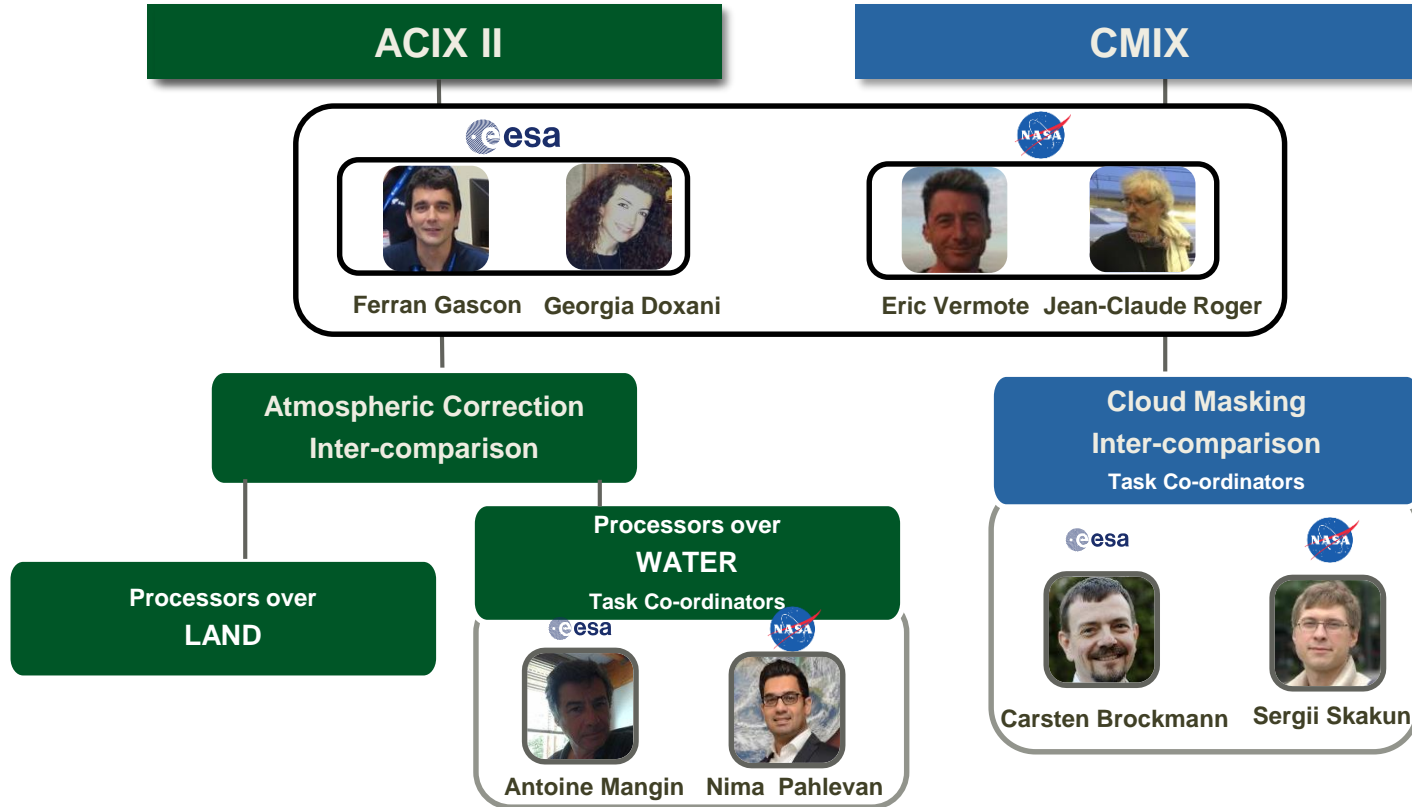 ACIX II
CMIX
esa
NASA
Ferran Gascon
Georgia Doxani
Eric Vermote
Jean-Claude Roger
Atmospheric Correction
Inter-comparison
Cloud Masking
Inter-comparison
Task Co-ordinators
Processors over
LAND
Processors over
WATER
Task Co-ordinators
esa
NASA
Antoine Mangin
Nima Pahlevan
esa
NASA
Carsten Brockmann
Sergii Skakun